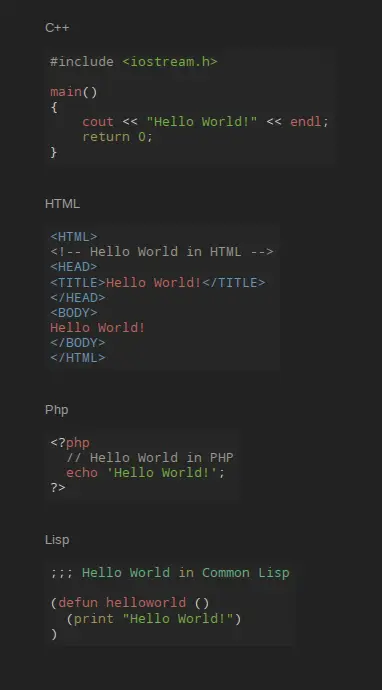 C++
#include <iostream.h>
main()
{
    cout << "Hello World!" << endl;
    return 0;
}
HTML
<HTML>
<!-- Hello World in HTML -->
<HEAD>
<TITLE>Hello World!</TITLE>
</HEAD>
<BODY>
Hello World!
</BODY>
</HTML>
Php
<?php
  // Hello World in PHP
  echo 'Hello World!';
?>
Lisp
;;; Hello World in Common Lisp
(defun helloworld ()
  (print "Hello World!")
)